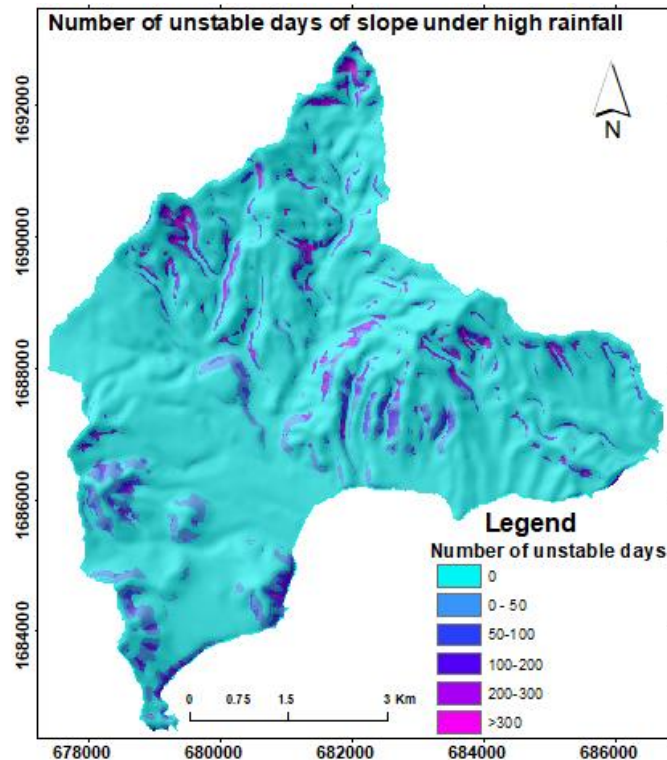 Number of unstable days of slope under high rainfall
N
1692000
1690000
1688000
1686000
1684000
Legend
Number of unstable days
0
0 - 50
50-100
100-200
200-300
>300
0 0.75 1.5 3 Km
678000 680000 682000 684000 686000